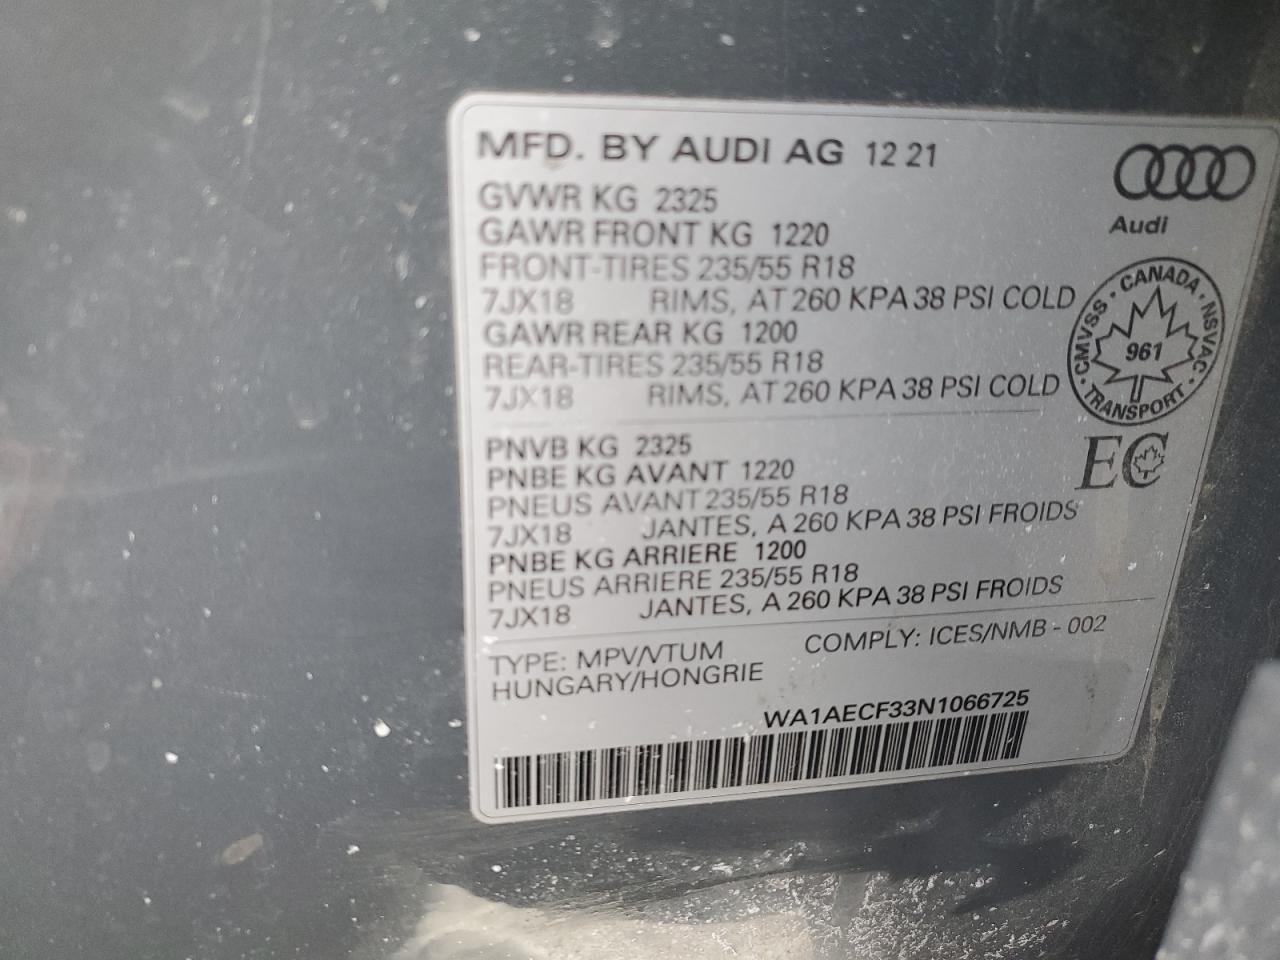 MFD. BY AUDI AG 12 21
Audi
GVWR KG 2325
GAWR FRONT KG 1220
FRONT-TIRES 235/55 R18
7JX18 RIMS, AT 260 KPA 38 PSI COLD
GAWR REAR KG 1200
REAR-TIRES 235/55 R18
7JX18 RIMS, AT 260 KPA 38 PSI COLD
CMVSS · CANADA · NSVAC · TRANSPORT ·
961
EC
PNVB KG 2325
PNBE KG AVANT 1220
PNEUS AVANT 235/55 R18
7JX18 JANTES, A 260 KPA 38 PSI FROIDS
PNBE KG ARRIERE 1200
PNEUS ARRIERE 235/55 R18
7JX18 JANTES, A 260 KPA 38 PSI FROIDS
TYPE: MPV/VTUM COMPLY: ICES/NMB - 002
HUNGARY/HONGRIE
WA1AECF33N1066725